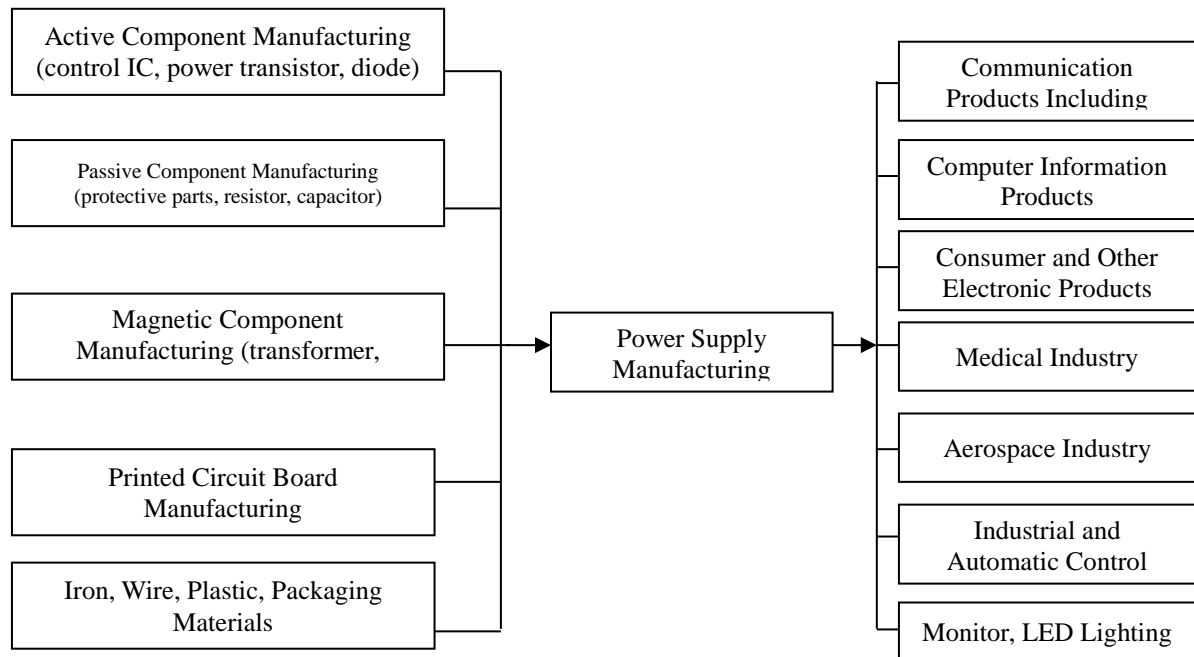 Active Component Manufacturing
(control IC, power transistor, diode)
Passive Component Manufacturing
(protective parts, resistor, capacitor)
Magnetic Component
Manufacturing (transformer,
Printed Circuit Board
Manufacturing
Iron, Wire, Plastic, Packaging
Materials
Power Supply
Manufacturing
Communication
Products Including
Computer Information
Products
Consumer and Other
Electronic Products
Medical Industry
Aerospace Industry
Industrial and
Automatic Control
Monitor, LED Lighting